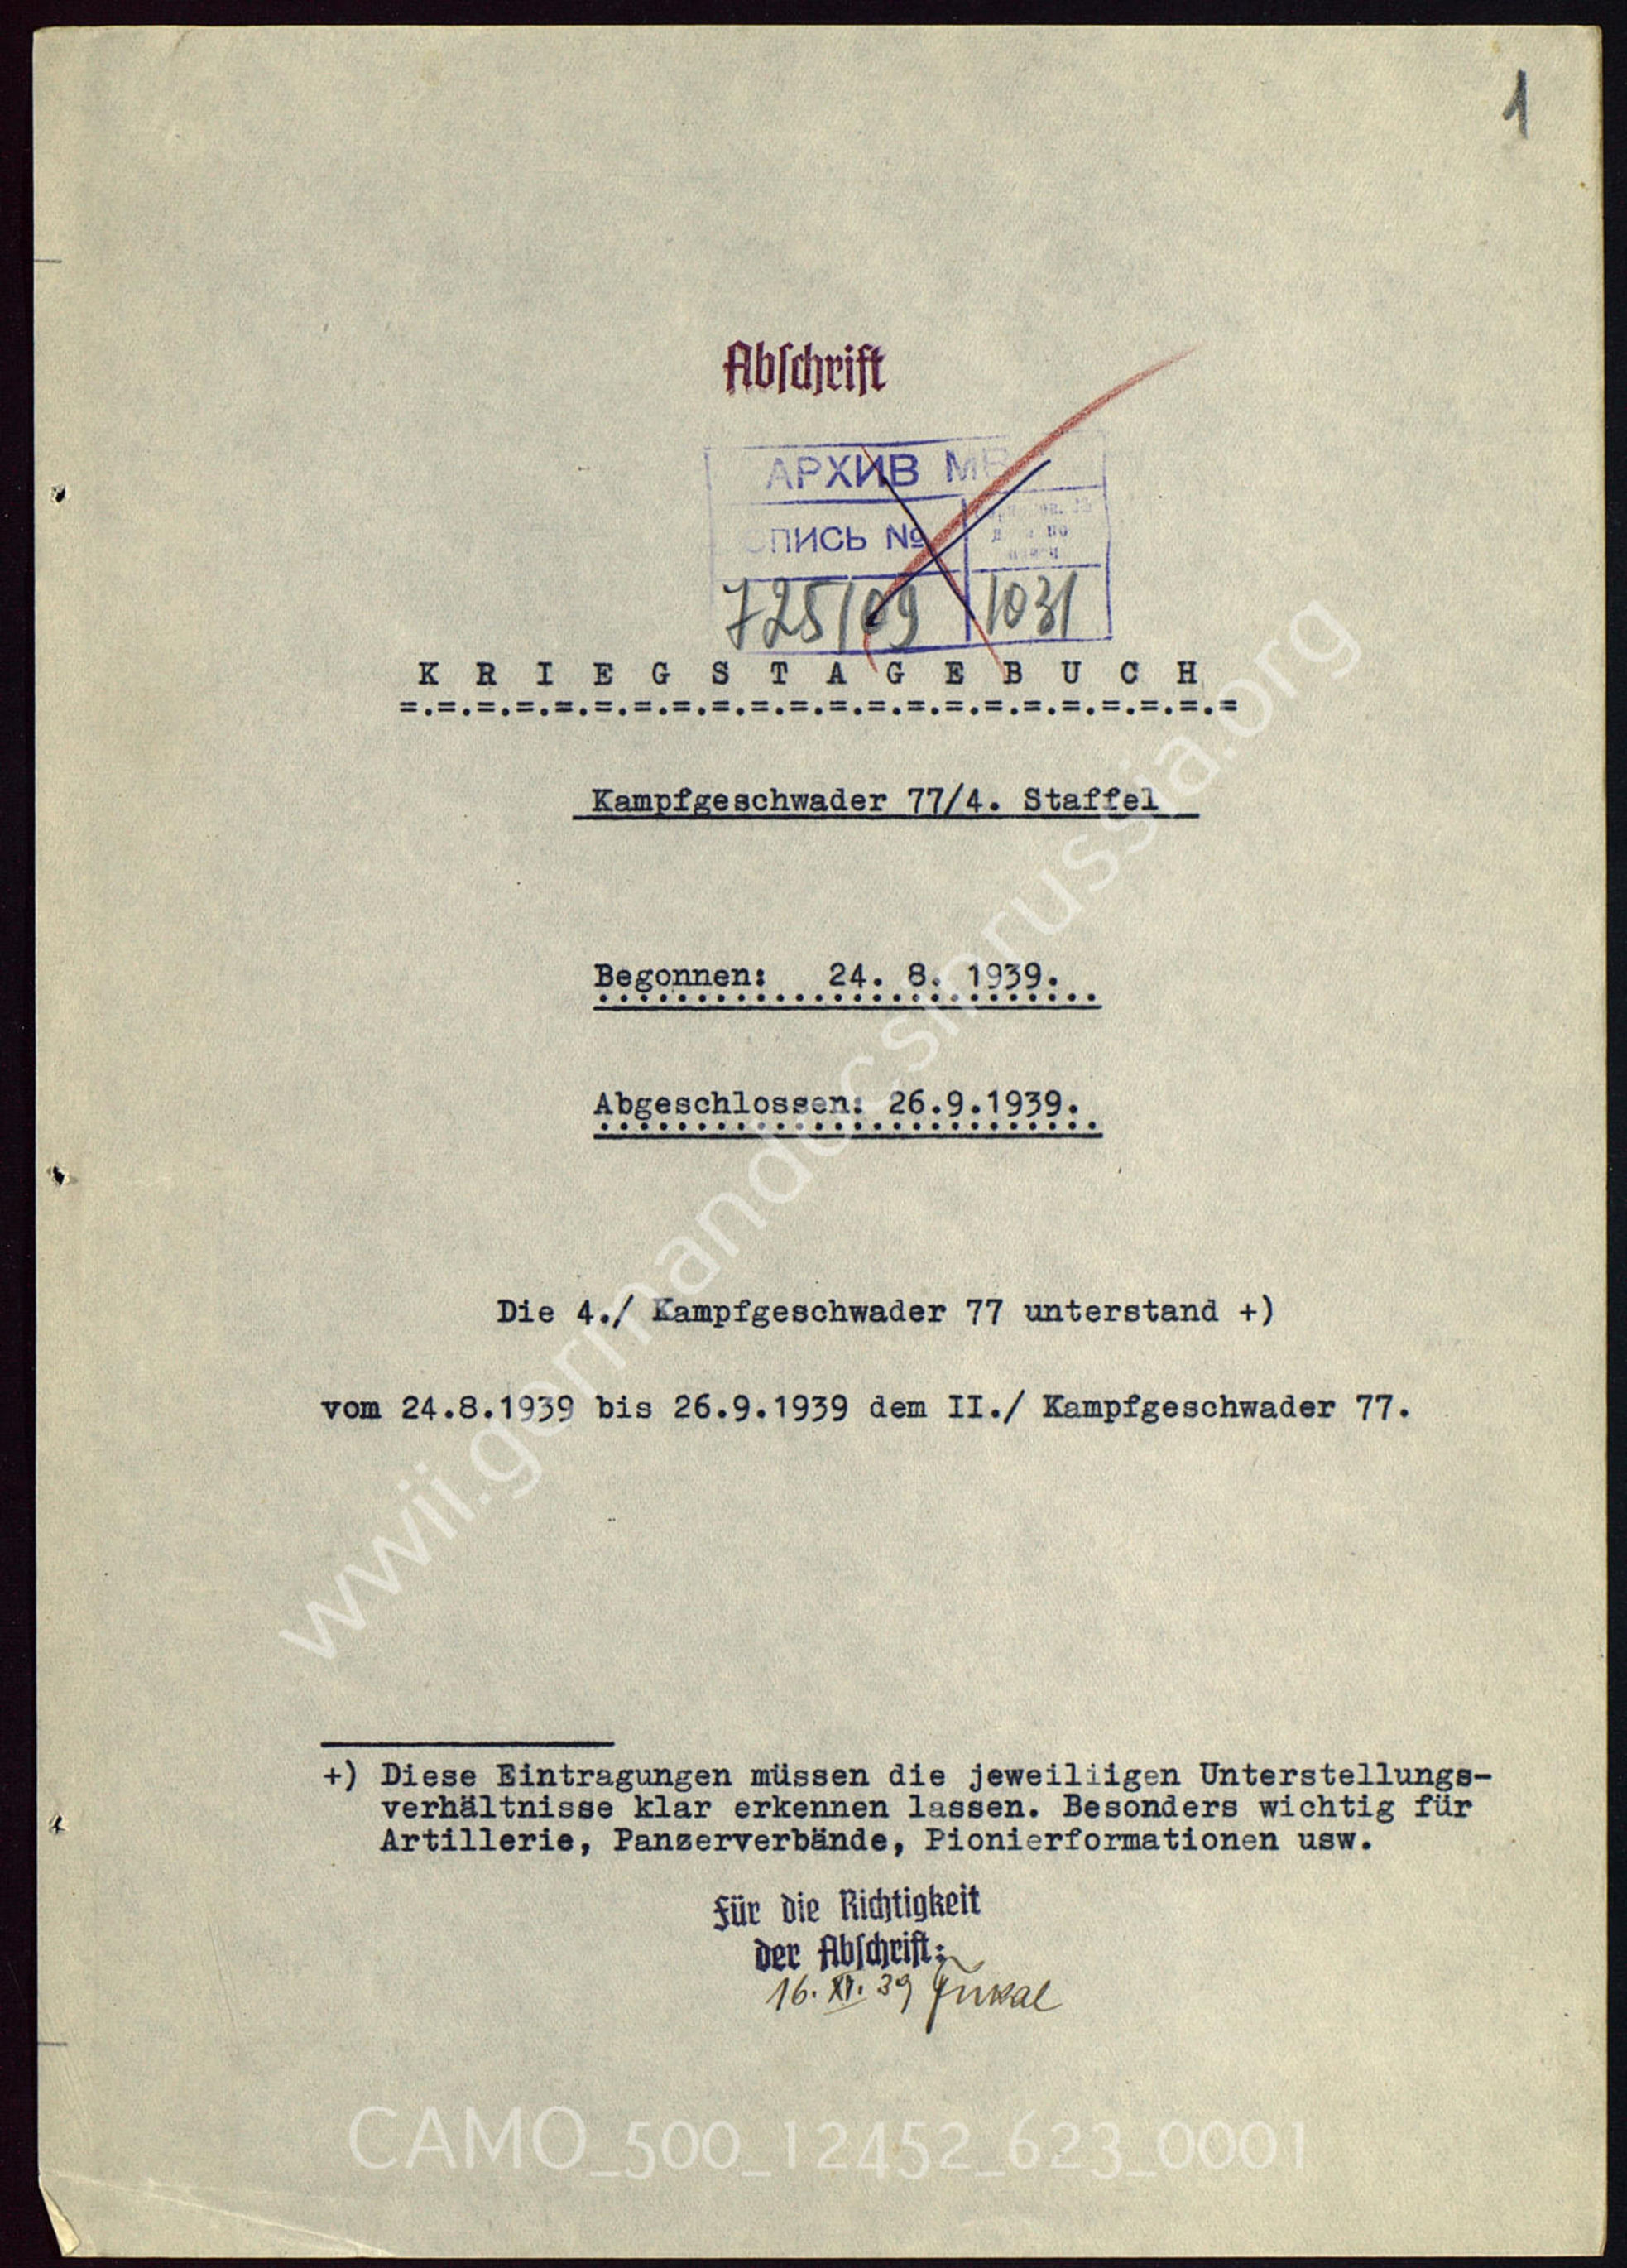 1
Abschrift
АРХИВ
ОПИСЬ №
725109 1031
KRIEGSTAGEBUCH
=.=.=.=.=.=.=.=.=.=.=.=.=.=.=.=.=.=.=.=.=.=
Kampfgeschwader 77/4. Staffel
Begonnen: 24. 8. 1939.
Abgeschlossen: 26.9.1939.
Die 4./ Kampfgeschwader 77 unterstand +)
vom 24.8.1939 bis 26.9.1939 dem II./ Kampfgeschwader 77.
+) Diese Eintragungen müssen die jeweiliigen Unterstellungs-
verhältnisse klar erkennen lassen. Besonders wichtig für
Artillerie, Panzerverbände, Pionierformationen usw.
Für die Richtigkeit
der Abschrift:
16. XI. 39
CAMO_500_12452_623_0001
wwii.germandocsinrussia.org